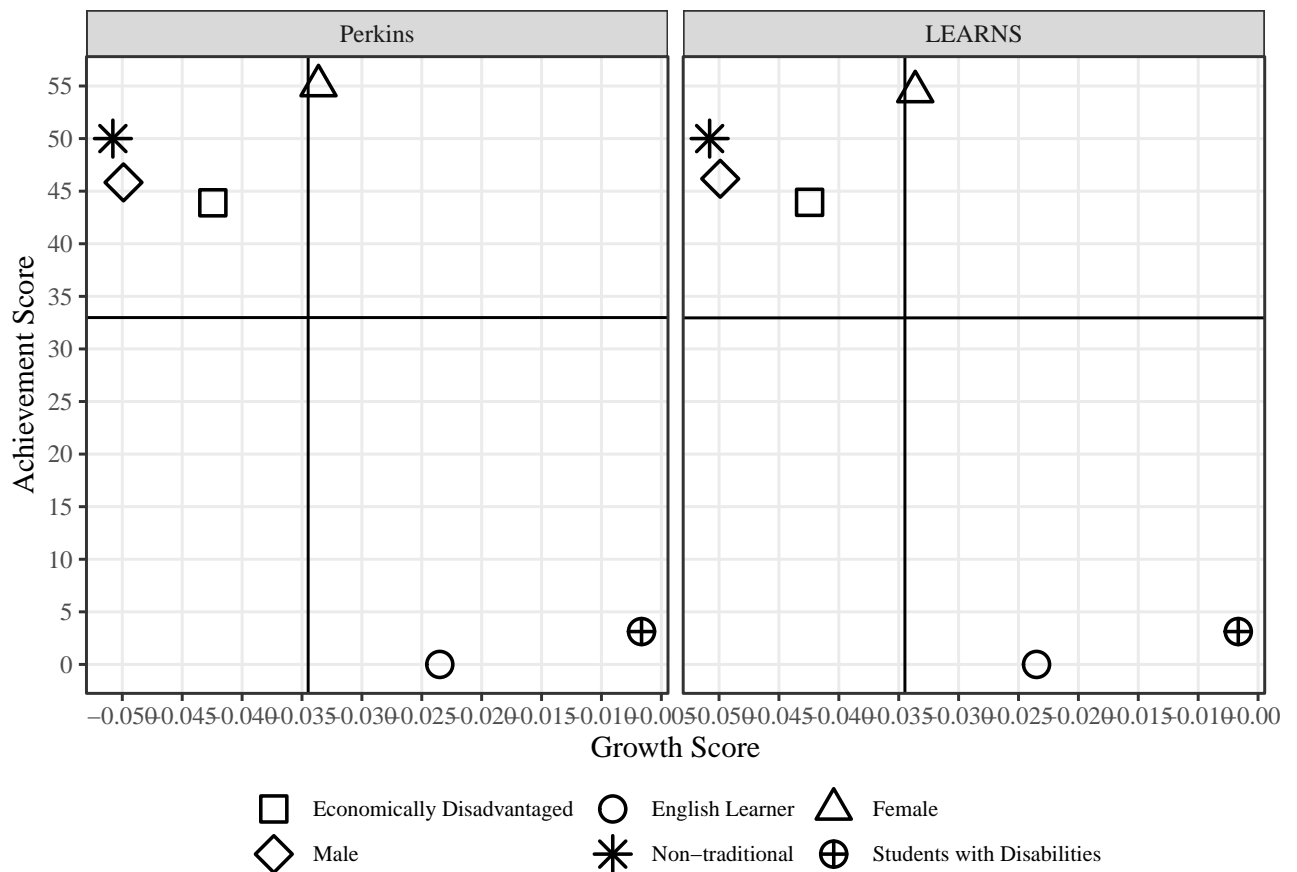 Perkins LEARNS
Achievement Score
55
50
45
40
35
30
25
20
15
10
5
0
−0.050 −0.045 −0.040 −0.035 −0.030 −0.025 −0.020 −0.015 −0.010 −0.005 −0.050 −0.045 −0.040 −0.035 −0.030 −0.025 −0.020 −0.015 −0.010 −0.00
Growth Score
Economically Disadvantaged English Learner Female
Male Non−traditional Students with Disabilities